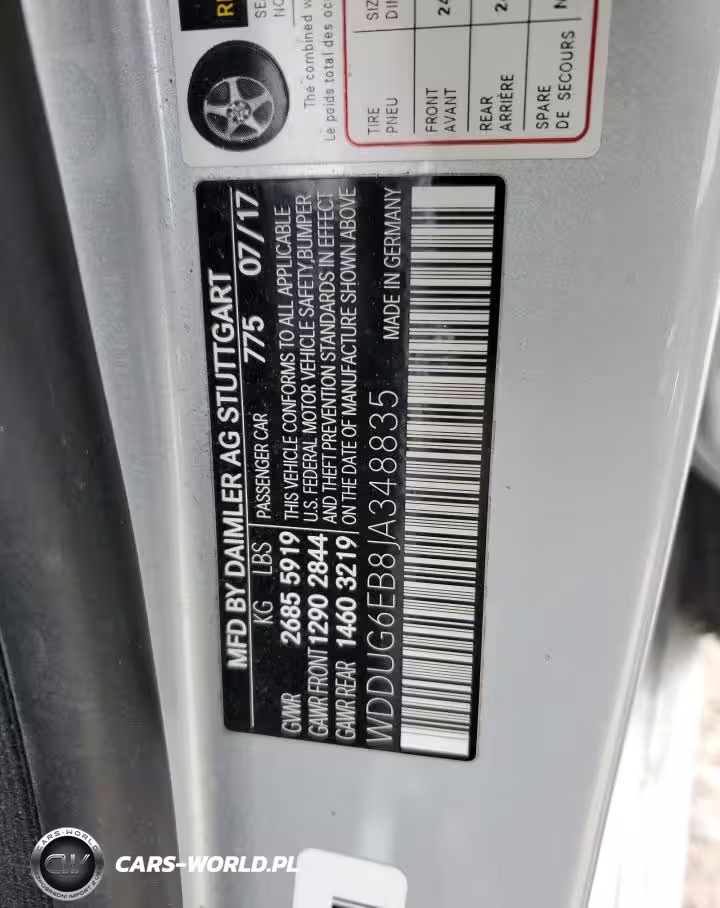 The combined w
Le poids total des oc
TIRE
PNEU
FRONT
AVANT
REAR
ARRIÈRE
SPARE
DE SECOURS
MFD BY DAIMLER AG STUTTGART
775 07/17
KG LBS PASSENGER CAR
GVWR 2685 5919 THIS VEHICLE CONFORMS TO ALL APPLICABLE
U.S. FEDERAL MOTOR VEHICLE SAFETY,BUMPER
GAWR FRONT 1290 2844 AND THEFT PREVENTION STANDARDS IN EFFECT
GAWR REAR 1460 3219 ON THE DATE OF MANUFACTURE SHOWN ABOVE
WDDUG6EB8JA348835 MADE IN GERMANY
CARS-WORLD
CW
CARS-WORLD.PL